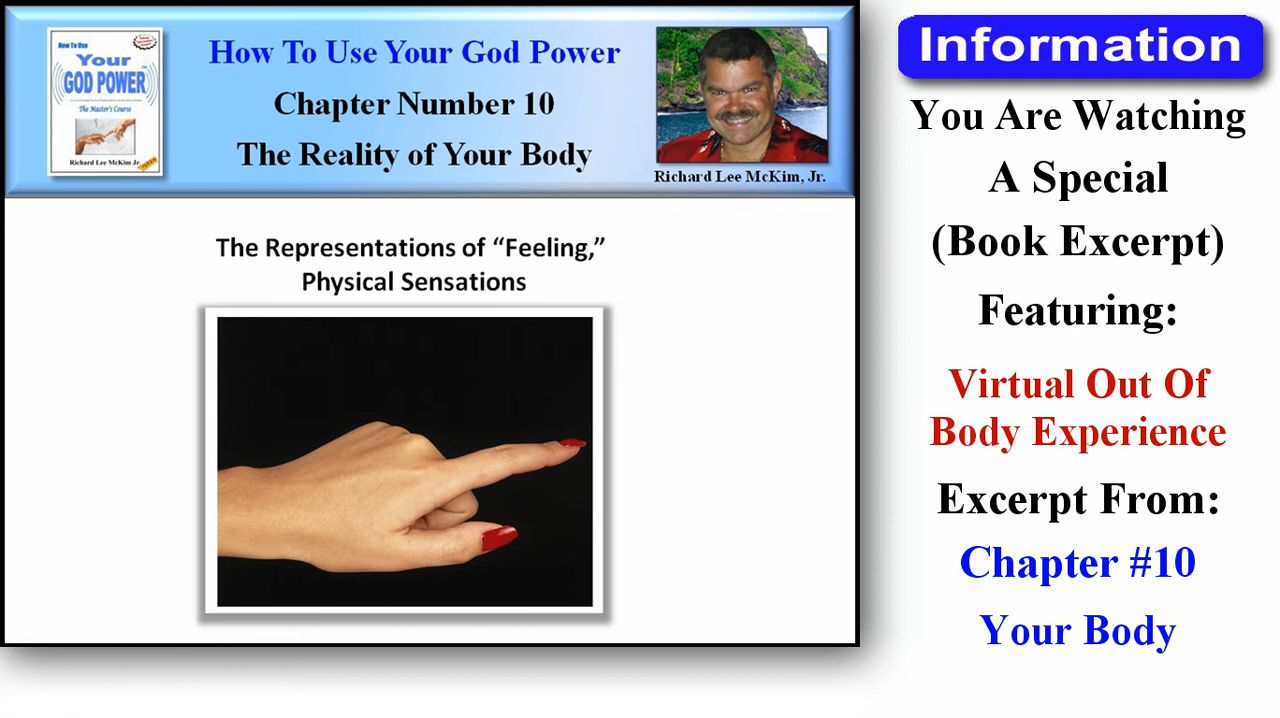 How To Use
Your
GOD POWER
The Master's Course
Richard Lee McKim Jr.
How To Use Your God Power
Chapter Number 10
The Reality of Your Body
Richard Lee McKim, Jr.
The Representations of “Feeling,”
Physical Sensations
Information
You Are Watching
A Special
(Book Excerpt)
Featuring:
Virtual Out Of
Body Experience
Excerpt From:
Chapter #10
Your Body